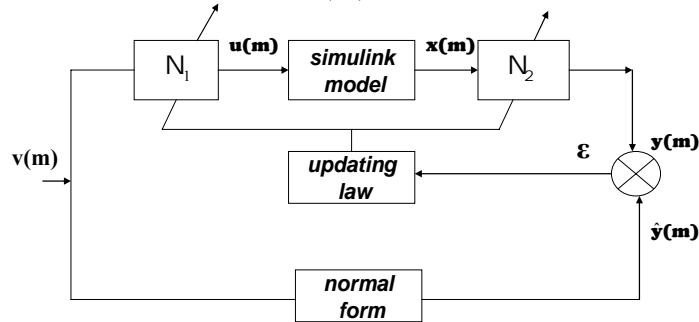 N₁
u(m)
simulink
model
x(m)
N₂
y(m)
v(m)
updating
law
ε
ŷ(m)
normal
form